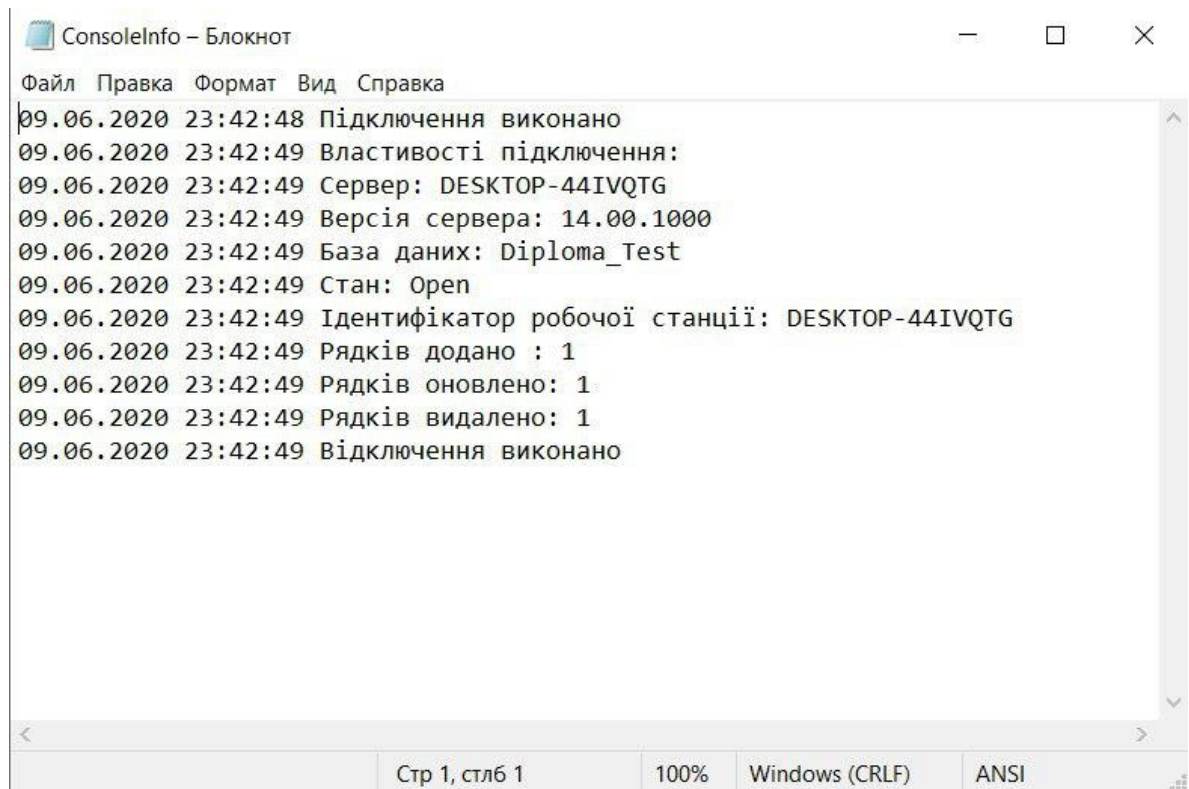 ConsoleInfo – Блокнот
Файл Правка Формат Вид Справка
09.06.2020 23:42:48 Підключення виконано
09.06.2020 23:42:49 Властивості підключення:
09.06.2020 23:42:49 Сервер: DESKTOP-44IVQTG
09.06.2020 23:42:49 Версія сервера: 14.00.1000
09.06.2020 23:42:49 База даних: Diploma_Test
09.06.2020 23:42:49 Стан: Open
09.06.2020 23:42:49 Ідентифікатор робочої станції: DESKTOP-44IVQTG
09.06.2020 23:42:49 Рядків додано : 1
09.06.2020 23:42:49 Рядків оновлено: 1
09.06.2020 23:42:49 Рядків видалено: 1
09.06.2020 23:42:49 Відключення виконано
Стр 1, стлб 1 100% Windows (CRLF) ANSI